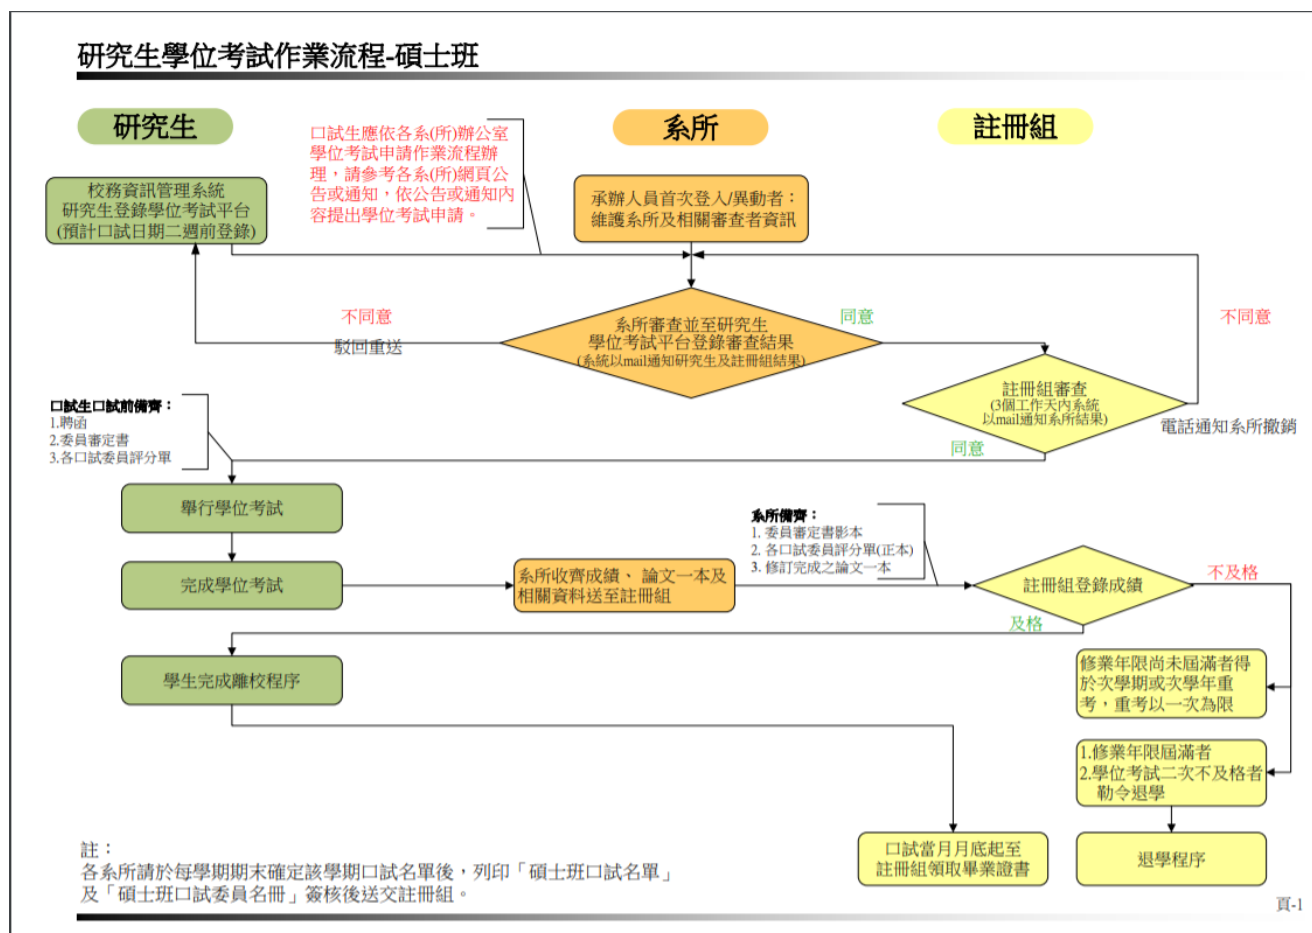 研究生學位考試作業流程-碩士班
研究生
系所
註冊組
口試生應依各系(所)辦公室
學位考試申請作業流程辦
理，請參考各系(所)網頁公
告或通知，依公告或通知內
容提出學位考試申請。
校務資訊管理系統
研究生登錄學位考試平台
(預計口試日期二週前登錄)
承辦人員首次登入/異動者：
維護系所及相關審查者資訊
不同意
駁回重送
系所審查並至研究生
學位考試平台登錄審查結果
(系統以mail通知研究生及註冊組結果)
同意
不同意
註冊組審查
(3個工作天內系統
以mail通知系所結果)
電話通知系所撤銷
同意
口試生口試前備齊：
1.聘函
2.委員審定書
3.各口試委員評分單
舉行學位考試
完成學位考試
系所收齊成績、 論文一本及
相關資料送至註冊組
系所備齊：
1. 委員審定書影本
2. 各口試委員評分單(正本)
3. 修訂完成之論文一本
註冊組登錄成績
不及格
及格
學生完成離校程序
修業年限尚未屆滿者得
於次學期或次學年重
考，重考以一次為限
1.修業年限屆滿者
2.學位考試二次不及格者
勒令退學
口試當月月底起至
註冊組領取畢業證書
退學程序
註：
各系所請於每學期期末確定該學期口試名單後，列印「碩士班口試名單」
及「碩士班口試委員名冊」簽核後送交註冊組。
頁-1